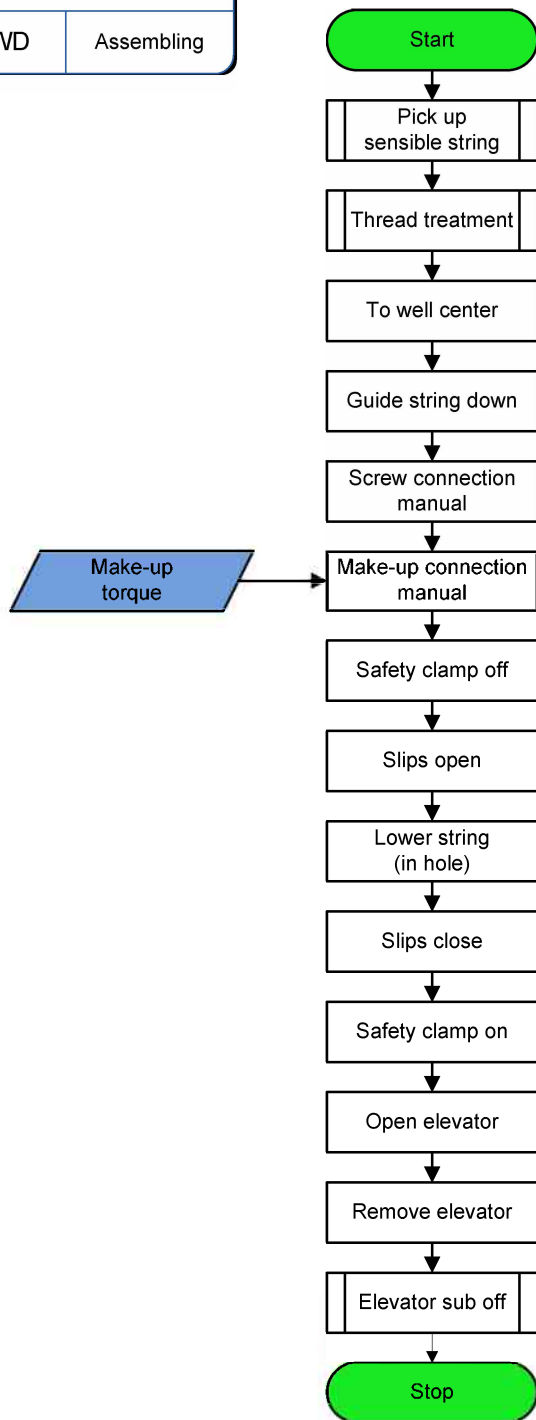 Assembling
Start
Pick up
sensible string
Thread treatment
To well center
Guide string down
Screw connection
manual
Make-up
torque
Make-up connection
manual
Safety clamp off
Slips open
Lower string
(in hole)
Slips close
Safety clamp on
Open elevator
Remove elevator
Elevator sub off
Stop